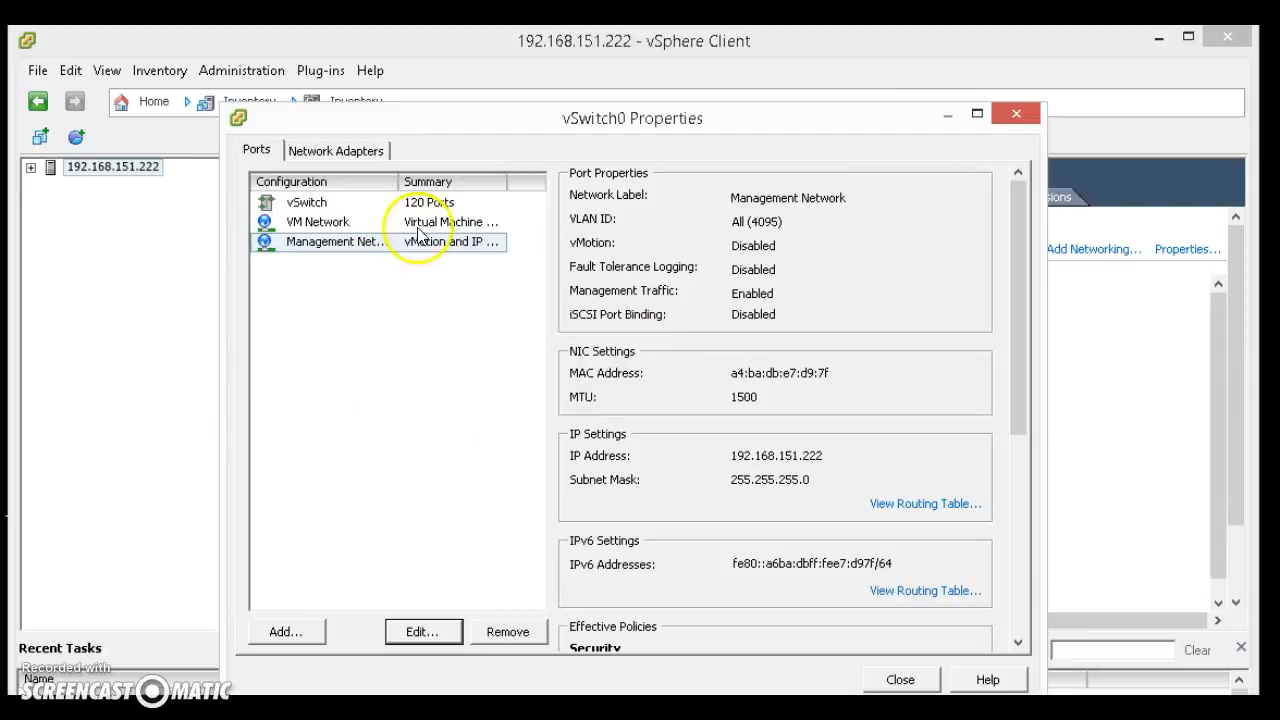 192.168.151.222 - vSphere Client
File Edit View Inventory Administration Plug-ins Help
Home Inventory Inventory
vSwitch0 Properties
192.168.151.222
Ports Network Adapters
Configuration Summary
vSwitch 120 Ports
VM Network Virtual Machine ...
Management Net... vMotion and IP ...
Add... Edit... Remove
Port Properties
Network Label: Management Network
VLAN ID: All (4095)
vMotion: Disabled
Fault Tolerance Logging: Disabled
Management Traffic: Enabled
iSCSI Port Binding: Disabled
NIC Settings
MAC Address: a4:ba:db:e7:d9:7f
MTU: 1500
IP Settings
IP Address: 192.168.151.222
Subnet Mask: 255.255.255.0
View Routing Table...
IPv6 Settings
IPv6 Addresses: fe80::a6ba:dbff:fee7:d97f/64
View Routing Table...
Effective Policies
Security
Close Help
sions
Add Networking... Properties...
Recent Tasks
Clear
Name
Recorded with
SCREENCAST MATIC